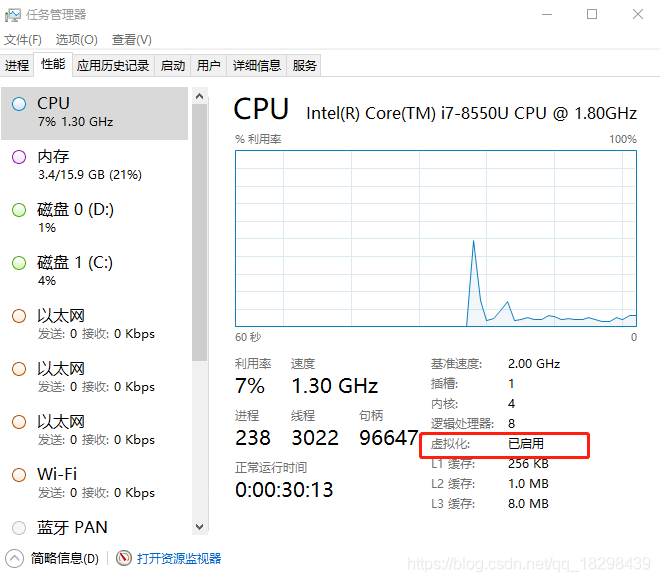 任务管理器
文件(F) 选项(O) 查看(V)
进程 性能 应用历史记录 启动 用户 详细信息 服务
CPU
7% 1.30 GHz
内存
3.4/15.9 GB (21%)
磁盘 0 (D:)
1%
磁盘 1 (C:)
4%
以太网
发送: 0 接收: 0 Kbps
以太网
发送: 0 接收: 0 Kbps
以太网
发送: 0 接收: 0 Kbps
Wi-Fi
发送: 0 接收: 0 Kbps
蓝牙 PAN
CPU Intel(R) Core(TM) i7-8550U CPU @ 1.80GHz
% 利用率 100%
60 秒 0
利用率 速度
7% 1.30 GHz
进程 线程 句柄
238 3022 96647
正常运行时间
0:00:30:13
基准速度: 2.00 GHz
插槽: 1
内核: 4
逻辑处理器: 8
虚拟化: 已启用
L1 缓存: 256 KB
L2 缓存: 1.0 MB
L3 缓存: 8.0 MB
简略信息(D) 打开资源监视器
https://blog.csdn.net/qq_18298439